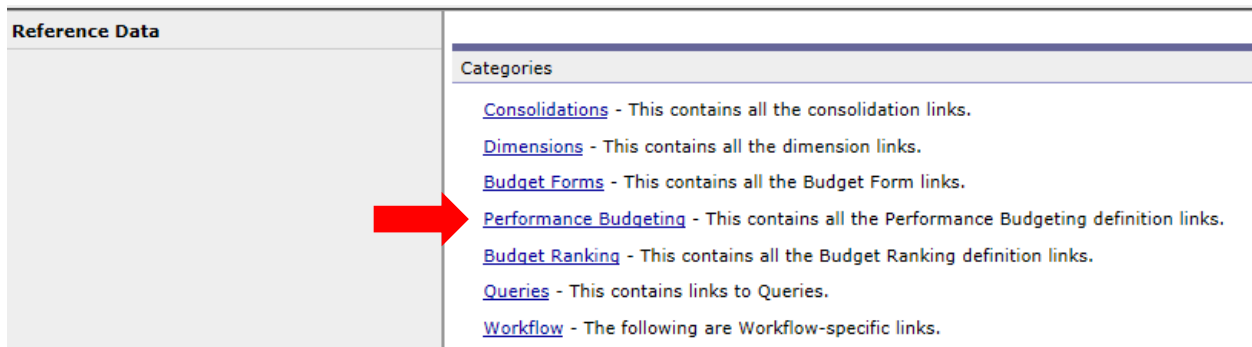 Reference Data
Categories
Consolidations - This contains all the consolidation links.
Dimensions - This contains all the dimension links.
Budget Forms - This contains all the Budget Form links.
Performance Budgeting - This contains all the Performance Budgeting definition links.
Budget Ranking - This contains all the Budget Ranking definition links.
Queries - This contains links to Queries.
Workflow - The following are Workflow-specific links.